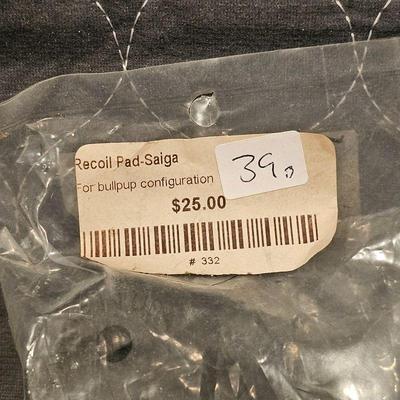 Recoil Pad-Saiga
For bullpup configuration
$25.00
# 332
39